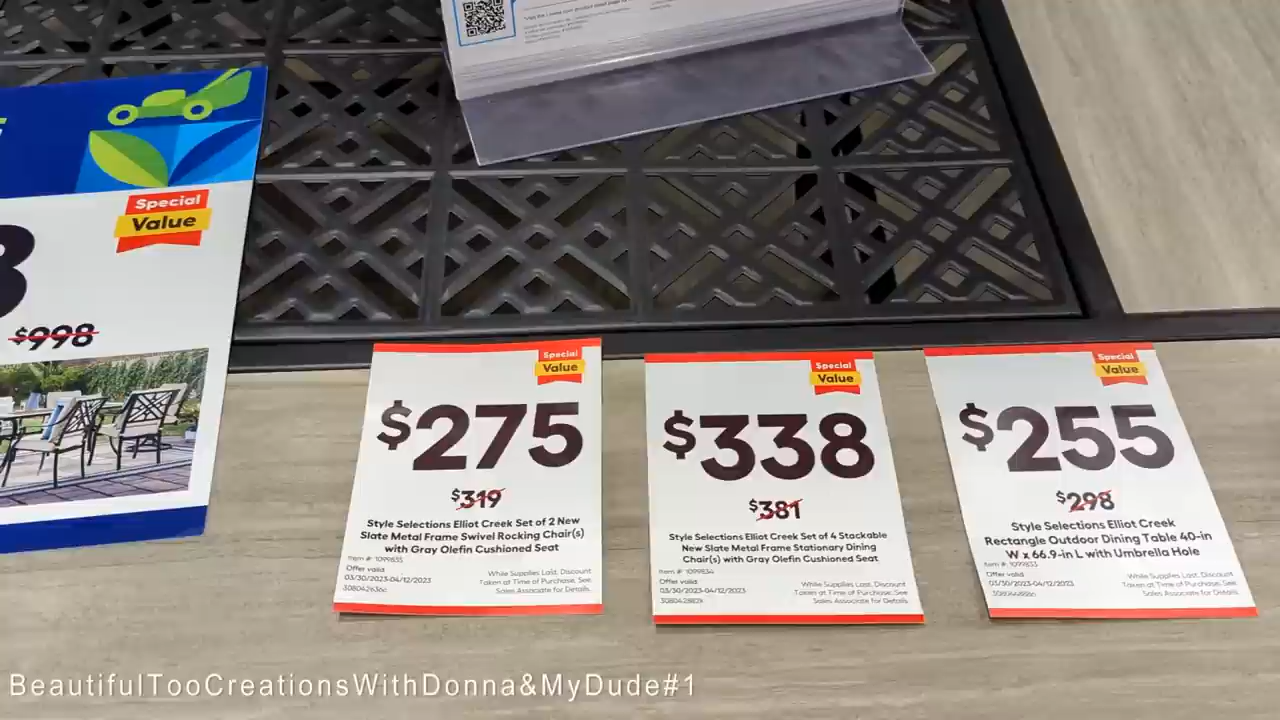 Special
Value
8
$998
Special
Value
$275
$319
Style Selections Elliot Creek Set of 2 New
Slate Metal Frame Swivel Rocking Chair(s)
with Gray Olefin Cushioned Seat
Item #: 1099835
Offer valid
03/30/2023-04/12/2023
While Supplies Last, Discount
Taken at Time of Purchase, See
Sales Associate for Details.
Special
Value
$338
$381
Style Selections Elliot Creek Set of 4 Stackable
New Slate Metal Frame Stationary Dining
Chair(s) with Gray Olefin Cushioned Seat
Item #: 1099834
Offer valid
03/30/2023-04/12/2023
While Supplies Last, Discount
Taken at Time of Purchase, See
Sales Associate for Details.
Special
Value
$255
$298
Style Selections Elliot Creek
Rectangle Outdoor Dining Table 40-in
W x 66.9-in L with Umbrella Hole
Item #: 1099833
Offer valid
03/30/2023-04/12/2023
While Supplies Last, Discount
Taken at Time of Purchase, See
Sales Associate for Details.
BeautifulTooCreationsWithDonna&MyDude#1